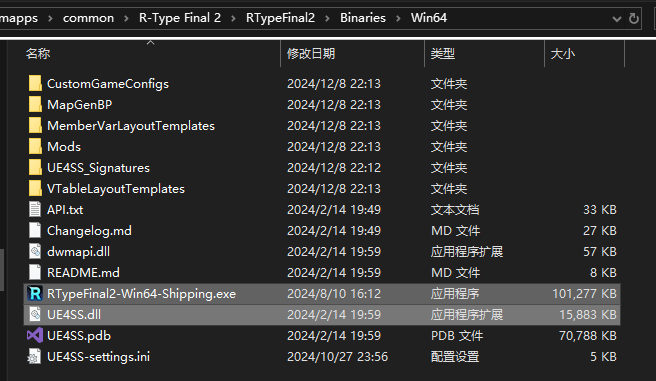 mapps > common > R-Type Final 2 > RTypeFinal2 > Binaries > Win64
名称 修改日期 类型 大小
CustomGameConfigs 2024/12/8 22:13 文件夹
MapGenBP 2024/12/8 22:13 文件夹
MemberVarLayoutTemplates 2024/12/8 22:13 文件夹
Mods 2024/12/8 22:13 文件夹
UE4SS_Signatures 2024/12/8 22:12 文件夹
VTableLayoutTemplates 2024/12/8 22:13 文件夹
API.txt 2024/2/14 19:49 文本文档 33 KB
Changelog.md 2024/2/14 19:49 MD 文件 27 KB
dwmapi.dll 2024/2/14 19:59 应用程序扩展 57 KB
README.md 2024/2/14 19:59 MD 文件 8 KB
RTypeFinal2-Win64-Shipping.exe 2024/8/10 16:12 应用程序 101,277 KB
UE4SS.dll 2024/2/14 19:59 应用程序扩展 15,883 KB
UE4SS.pdb 2024/2/14 19:59 PDB 文件 70,788 KB
UE4SS-settings.ini 2024/10/27 23:56 配置设置 5 KB